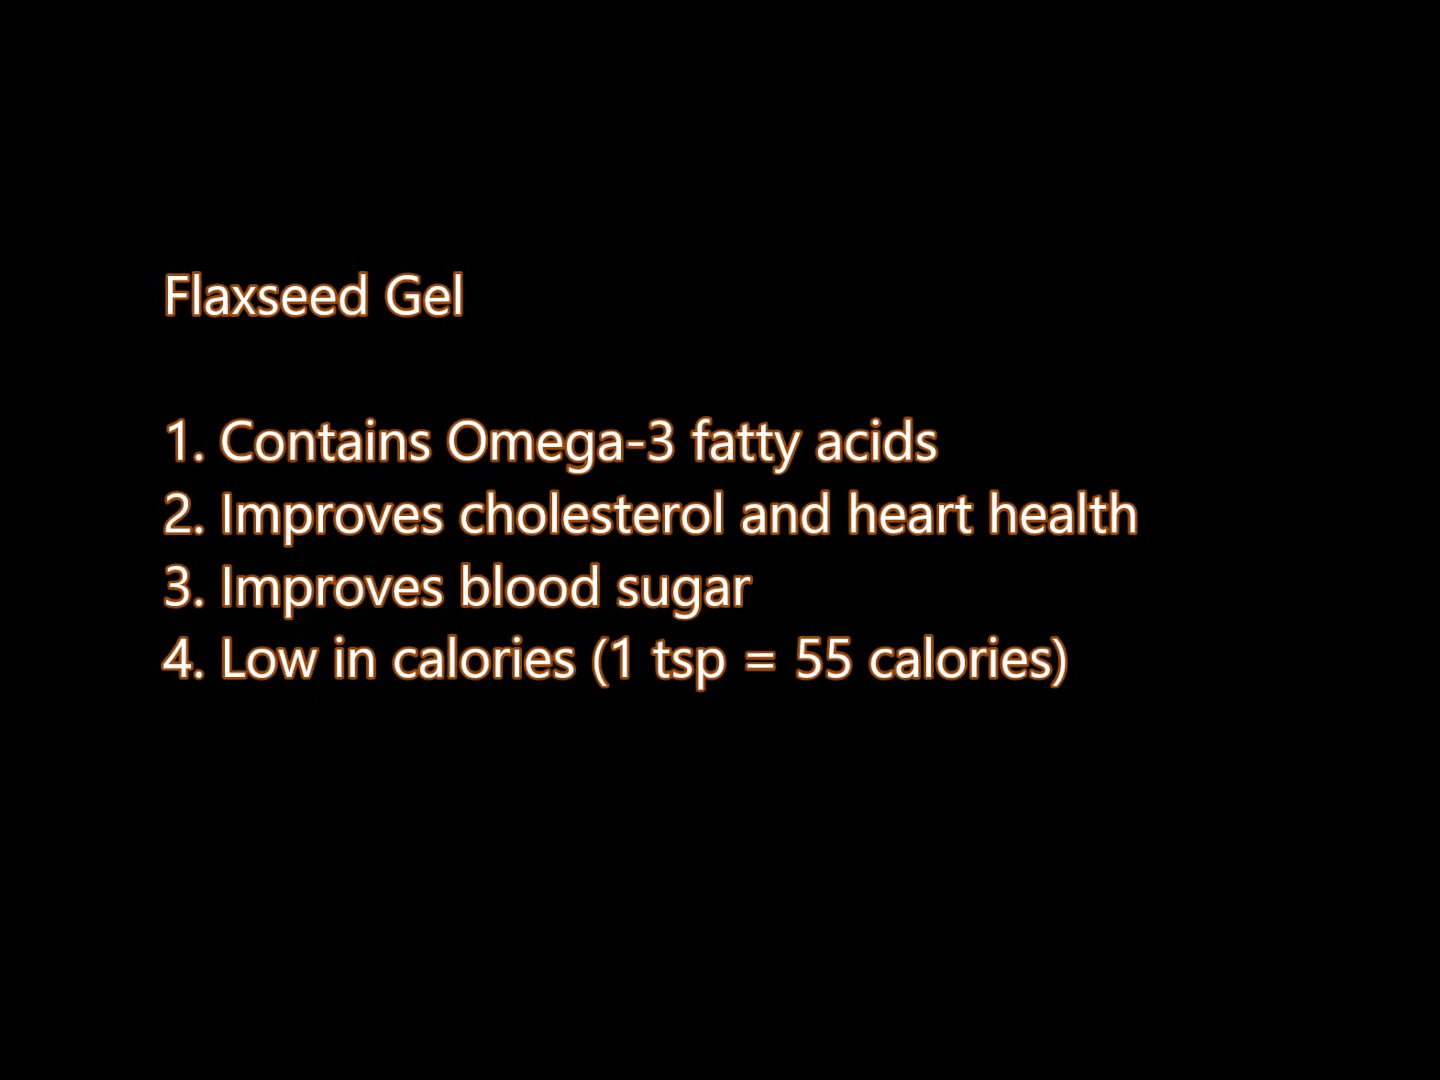 Flaxseed Gel
1. Contains Omega-3 fatty acids
2. Improves cholesterol and heart health
3. Improves blood sugar
4. Low in calories (1 tsp = 55 calories)